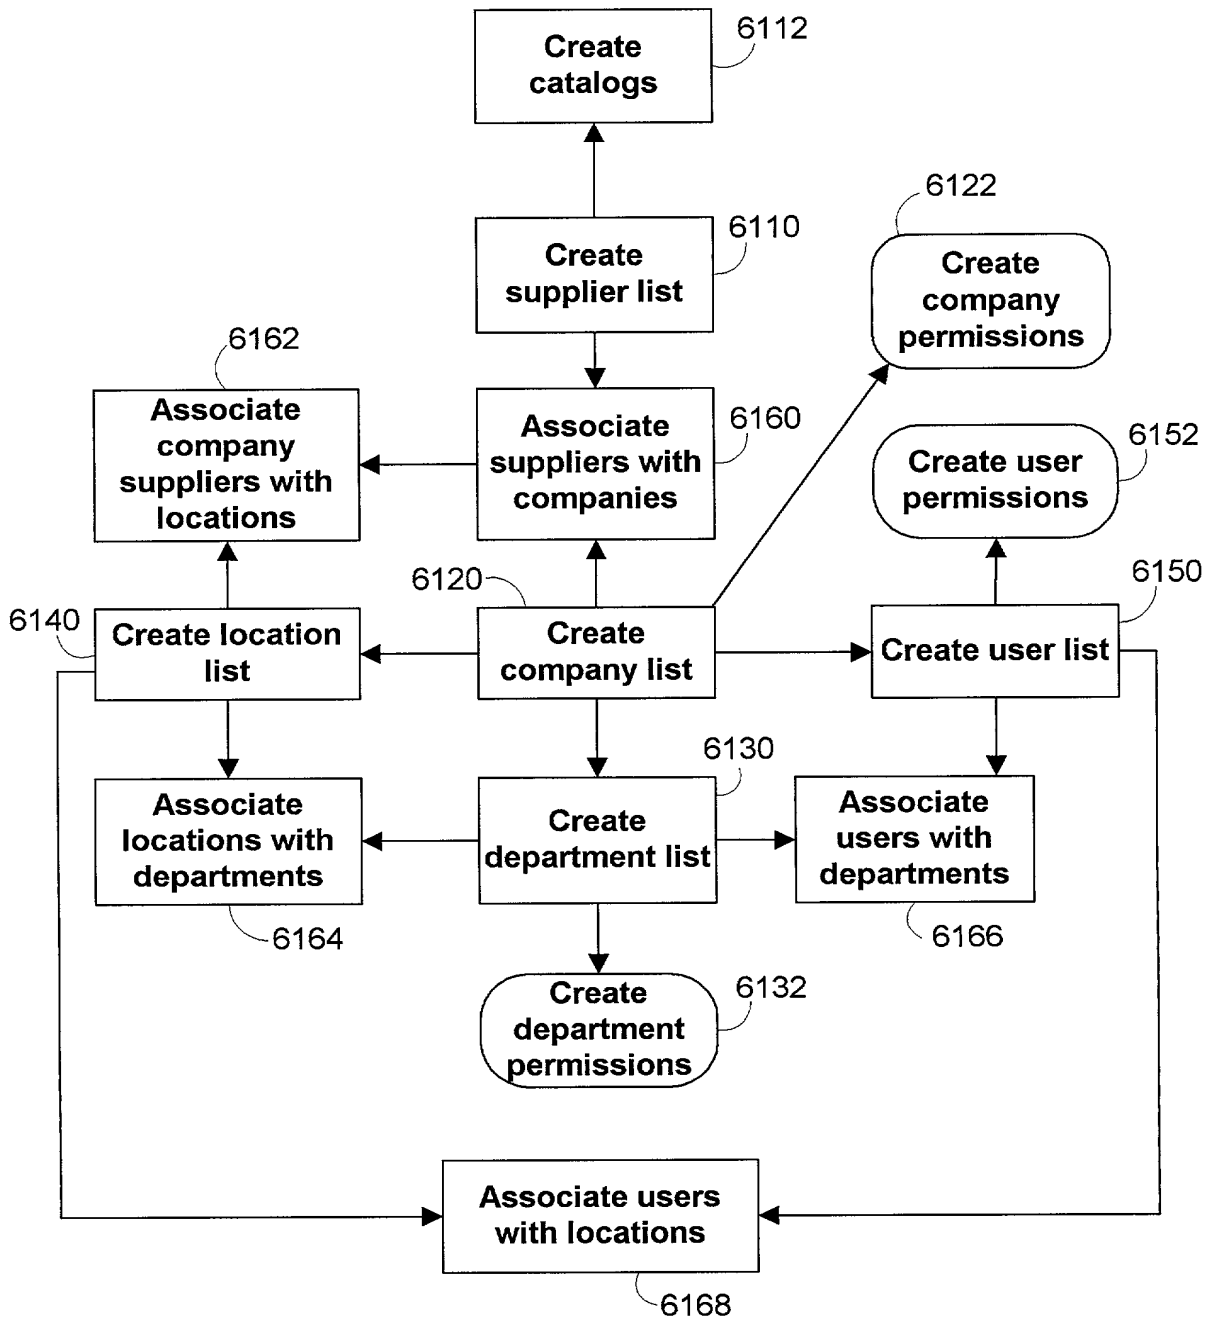 Create
catalogs
6112
6122
Create
supplier list
6110
Create
company
permissions
6162
Associate
company
suppliers with
locations
Associate
suppliers with
companies
6160
6152
Create user
permissions
6140
Create location
list
6120
Create
company list
6150
Create user list
6130
Associate
locations with
departments
6164
Create
department list
Associate
users with
departments
6166
Create
department
permissions
6132
Associate users
with locations
6168